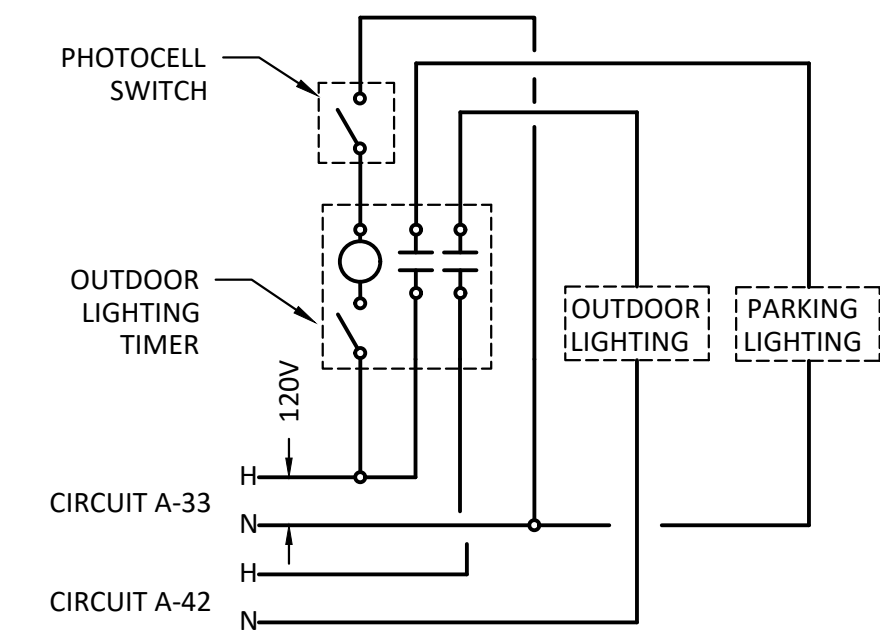 PHOTOCELL
SWITCH
OUTDOOR
LIGHTING
TIMER
OUTDOOR
LIGHTING
PARKING
LIGHTING
120V
H
CIRCUIT A-33
N
H
CIRCUIT A-42
N